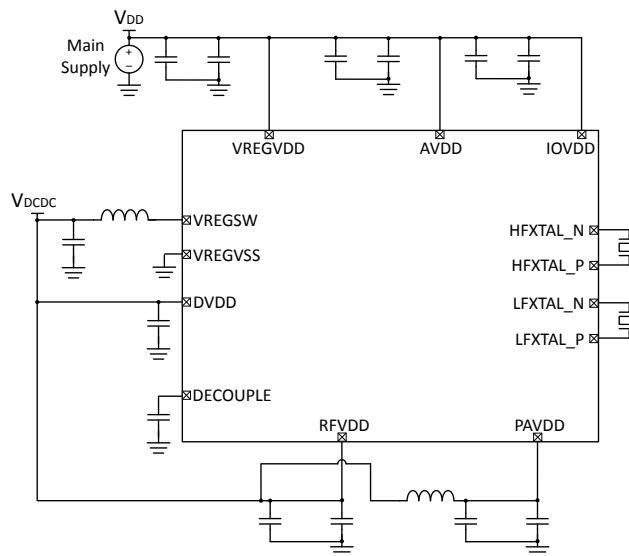 VDD
Main
Supply
+
−
VREGVDD
AVDD
IOVDD
VDCDC
VREGSW
HFXTAL_N
VREGVSS
HFXTAL_P
DVDD
LFXTAL_N
LFXTAL_P
DECOUPLE
RFVDD
PAVDD